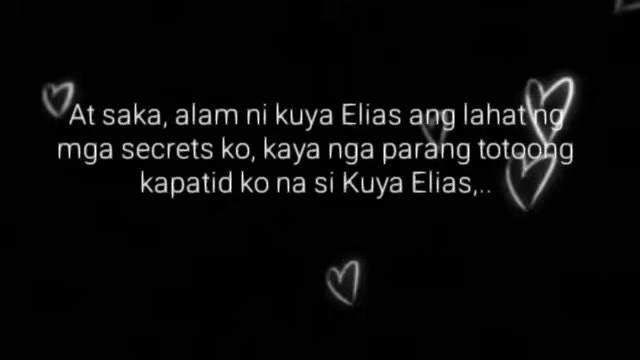 At saka, alam ni kuya Elias ang lahat ng
mga secrets ko, kaya nga parang totoong
kapatid ko na si Kuya Elias,..